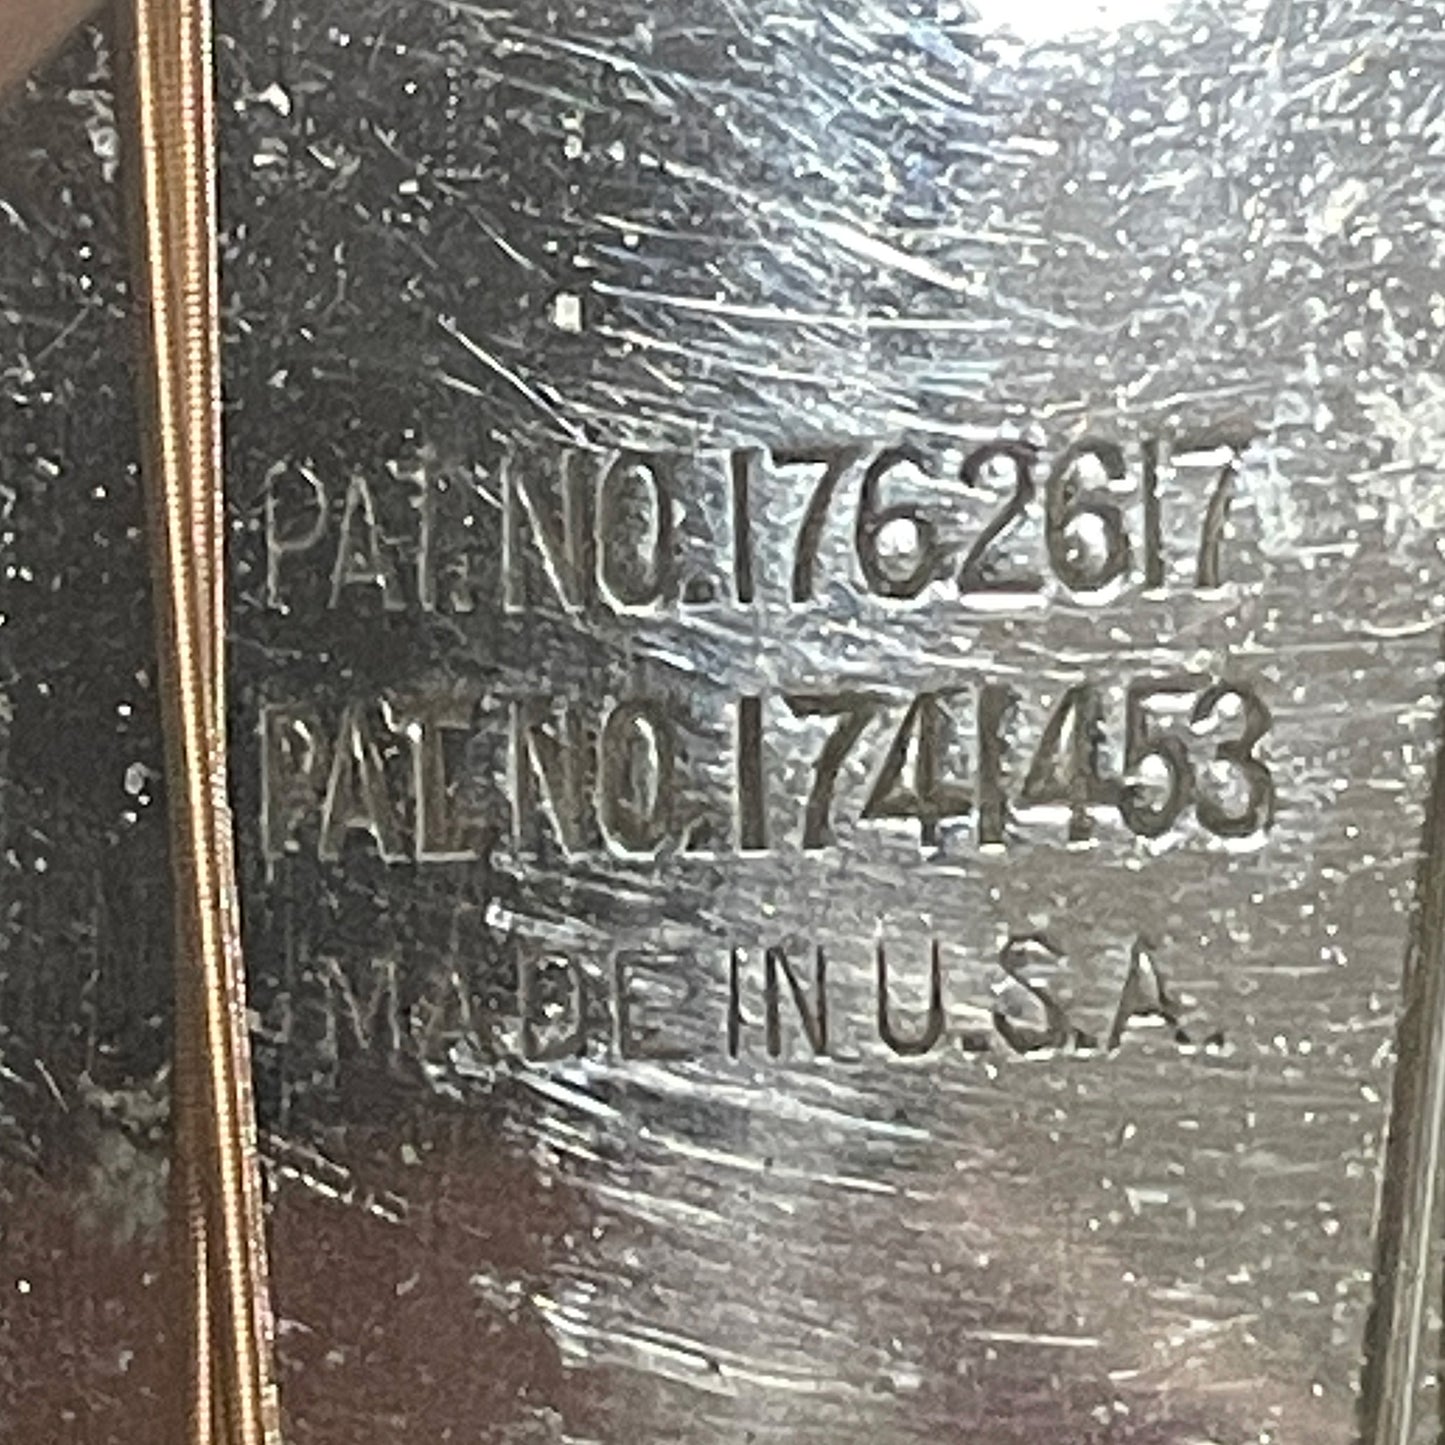 PAT. NO. 1762617
PAT. NO. 1741453
MADE IN U.S.A.